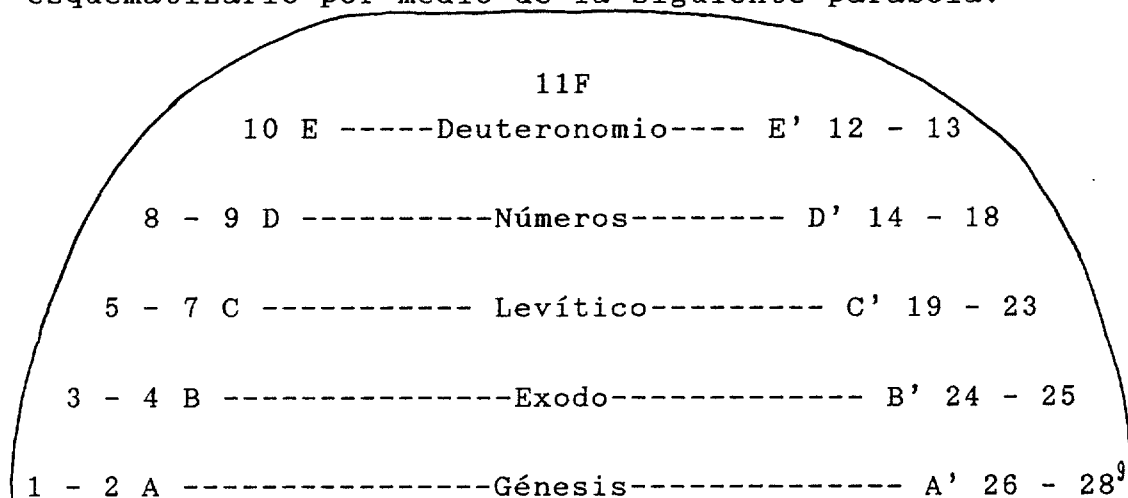 esquematizarlo por medio de la siguiente parábola:
11F
10 E -----Deuteronomio---- E' 12 - 13
8 - 9 D ----------Números-------- D' 14 - 18
5 - 7 C ----------- Levítico--------- C' 19 - 23
3 - 4 B ---------------Exodo------------- B' 24 - 25
1 - 2 A ----------------Génesis-------------- A' 26 - 28⁹